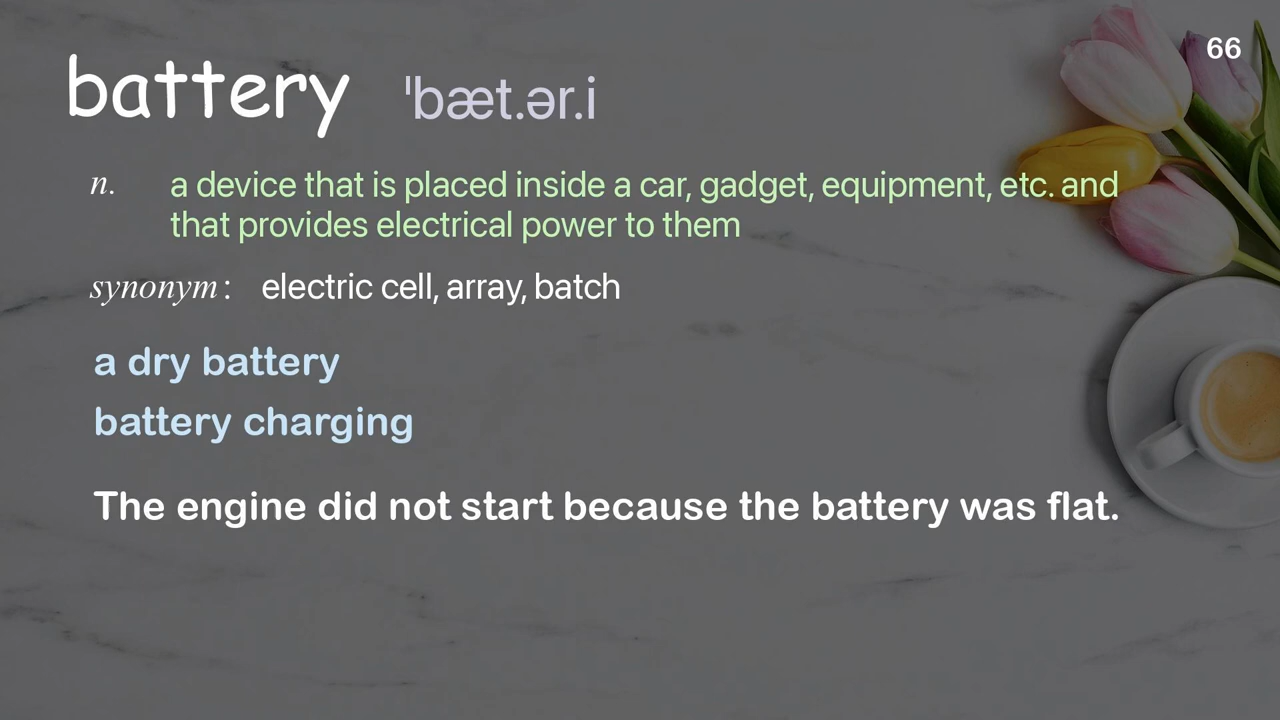 66
battery ˈbæt.ər.i
n. a device that is placed inside a car, gadget, equipment, etc. and
that provides electrical power to them
synonym : electric cell, array, batch
a dry battery
battery charging
The engine did not start because the battery was flat.